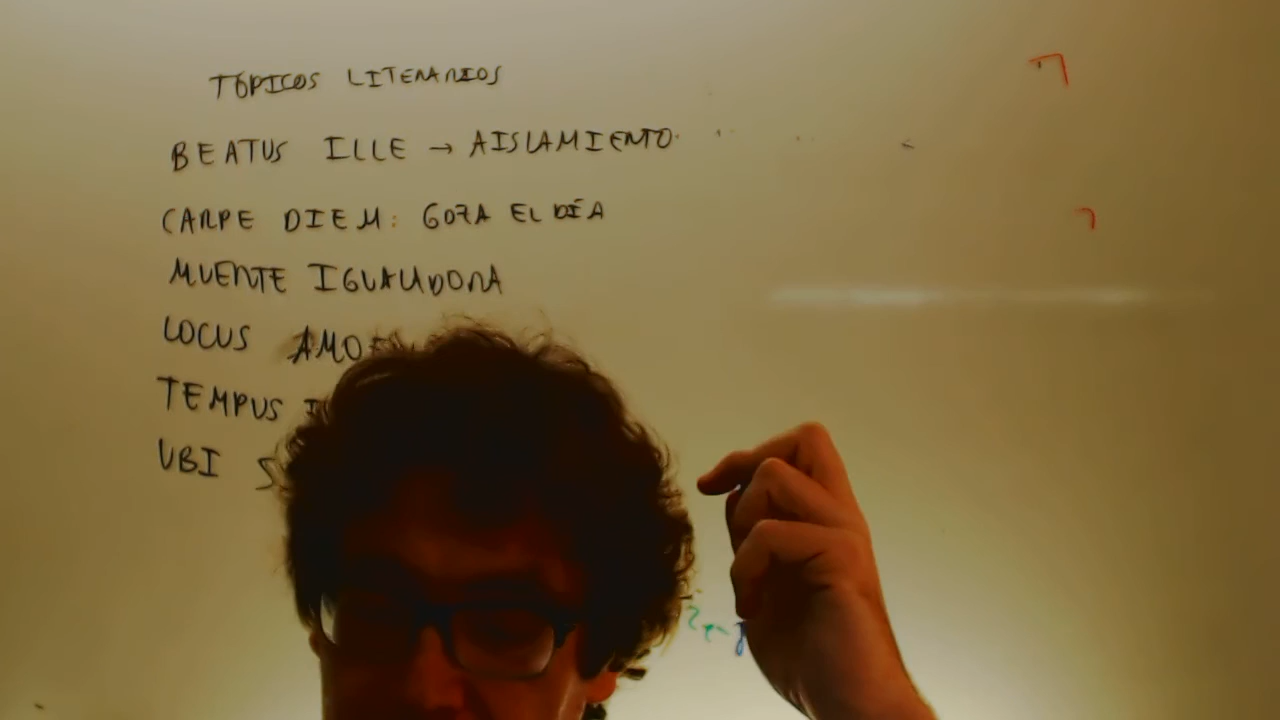 TÓPICOS LITERARIOS
BEATUS ILLE → AISLAMIENTO.
CARPE DIEM: GOZA EL DÍA
MUERTE IGUALADORA
LOCUS
TEMPUS
UBI